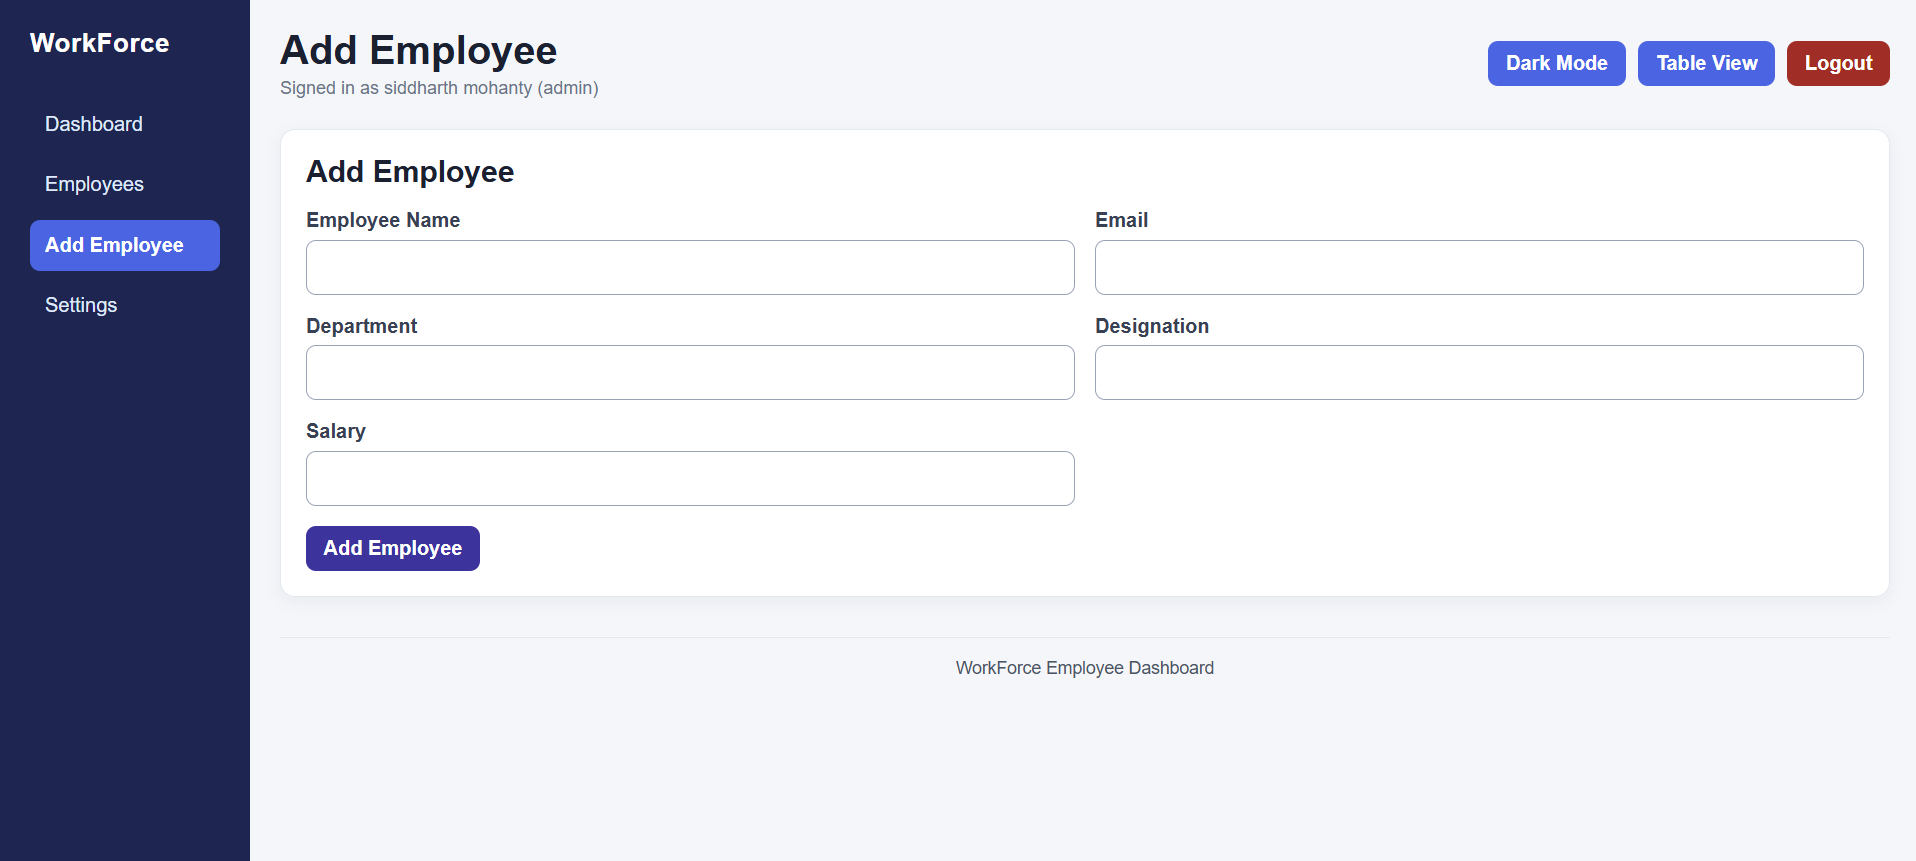 WorkForce
Dashboard
Employees
Add Employee
Settings
Add Employee
Signed in as siddharth mohanty (admin)
Dark Mode
Table View
Logout
Add Employee
Employee Name
Email
Department
Designation
Salary
Add Employee
WorkForce Employee Dashboard